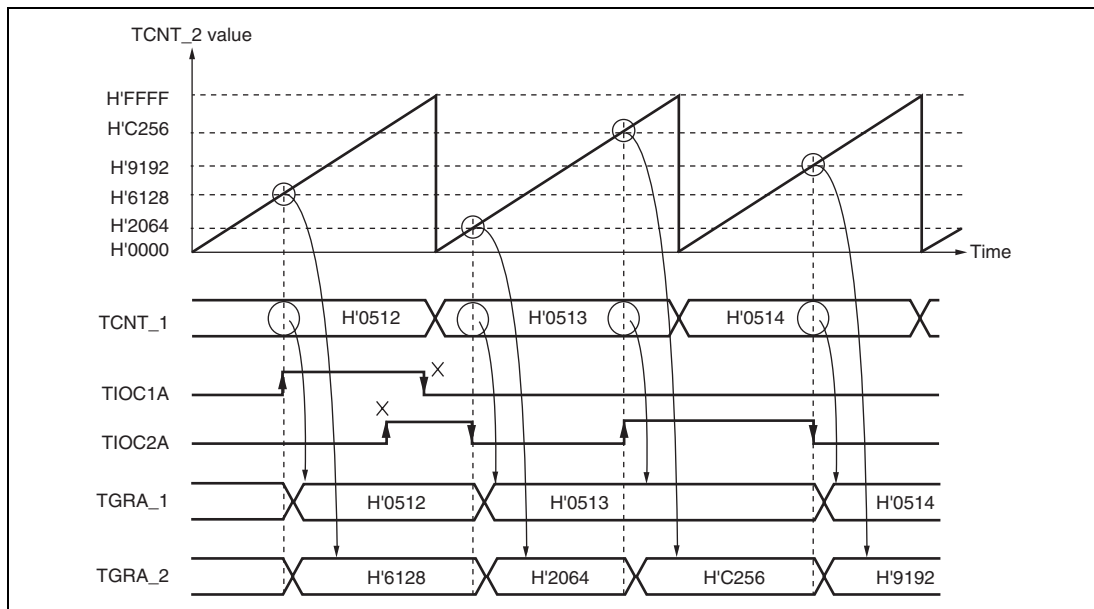 TCNT_2 value
H'FFFF
H'C256
H'9192
H'6128
H'2064
H'0000
Time
TCNT_1
H'0512
H'0513
H'0514
TIOC1A
TIOC2A
TGRA_1
H'0512
H'0513
H'0514
TGRA_2
H'6128
H'2064
H'C256
H'9192